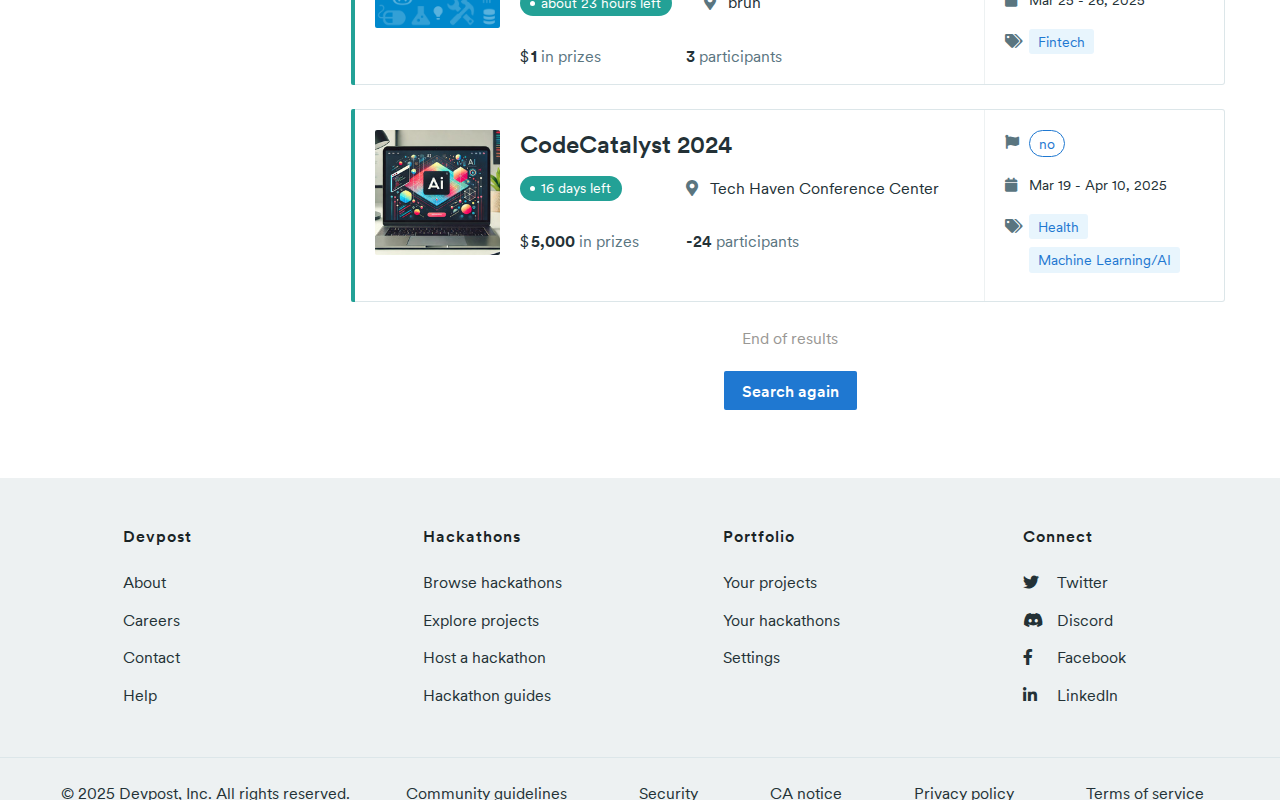 about 23 hours left
brun
Mar 25 - 26, 2025
$1 in prizes
3 participants
Fintech
CodeCatalyst 2024
16 days left
Tech Haven Conference Center
$5,000 in prizes
-24 participants
no
Mar 19 - Apr 10, 2025
Health
Machine Learning/AI
Ai
AI
End of results
Search again
Devpost
About
Careers
Contact
Help
Hackathons
Browse hackathons
Explore projects
Host a hackathon
Hackathon guides
Portfolio
Your projects
Your hackathons
Settings
Connect
Twitter
Discord
Facebook
LinkedIn
© 2025 Devpost, Inc. All rights reserved.
Community guidelines
Security
CA notice
Privacy policy
Terms of service